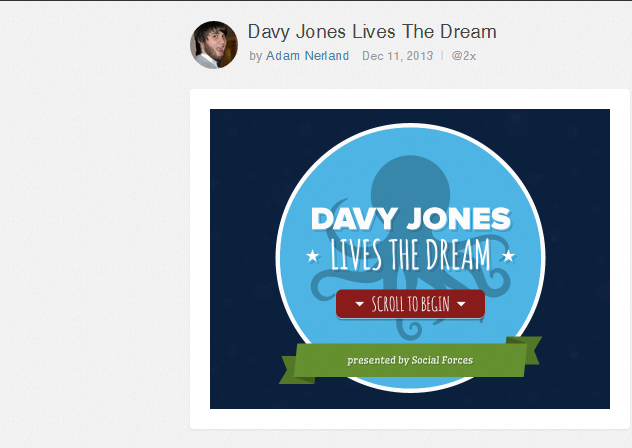 Davy Jones Lives The Dream
by Adam Nerland Dec 11, 2013 | @2x
DAVY JONES
LIVES THE DREAM
SCROLL TO BEGIN
presented by Social Forces